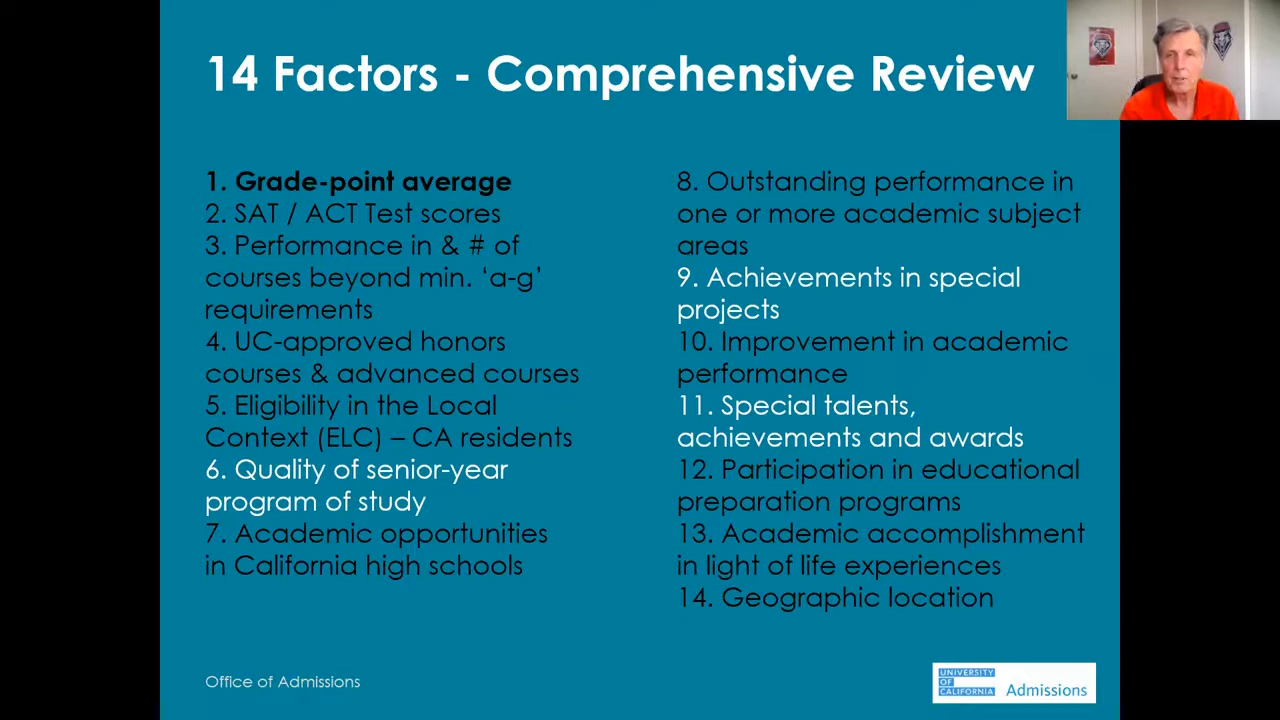 14 Factors - Comprehensive Review
1. Grade-point average
2. SAT / ACT Test scores
3. Performance in & # of
courses beyond min. ‘a-g’
requirements
4. UC-approved honors
courses & advanced courses
5. Eligibility in the Local
Context (ELC) – CA residents
6. Quality of senior-year
program of study
7. Academic opportunities
in California high schools
8. Outstanding performance in
one or more academic subject
areas
9. Achievements in special
projects
10. Improvement in academic
performance
11. Special talents,
achievements and awards
12. Participation in educational
preparation programs
13. Academic accomplishment
in light of life experiences
14. Geographic location
Office of Admissions
UNIVERSITY
OF
CALIFORNIA
Admissions